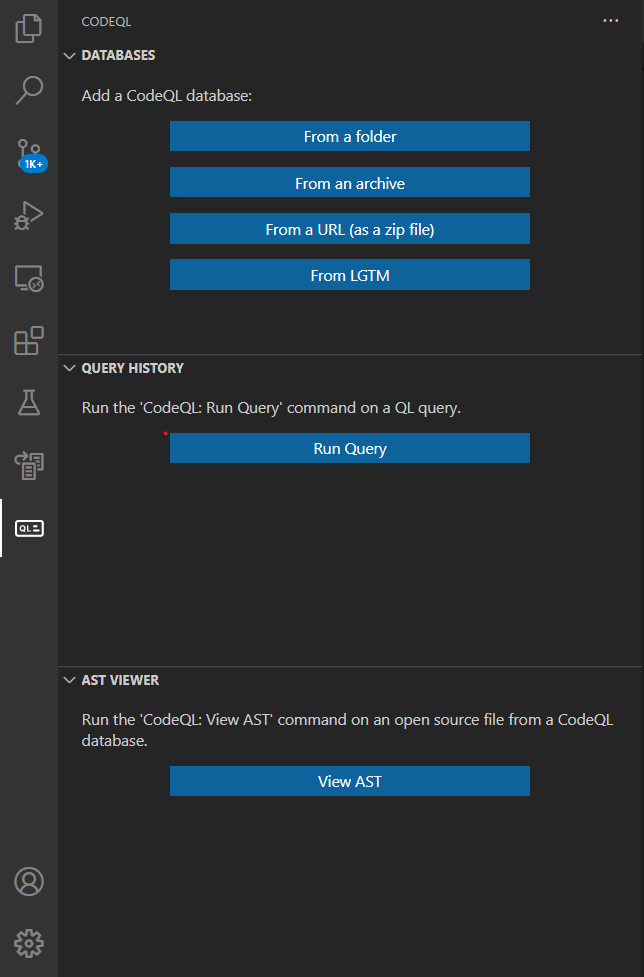 CODEQL
DATABASES
Add a CodeQL database:
From a folder
From an archive
1K+
From a URL (as a zip file)
From LGTM
QUERY HISTORY
Run the 'CodeQL: Run Query' command on a QL query.
Run Query
QL
AST VIEWER
Run the 'CodeQL: View AST' command on an open source file from a CodeQL
database.
View AST